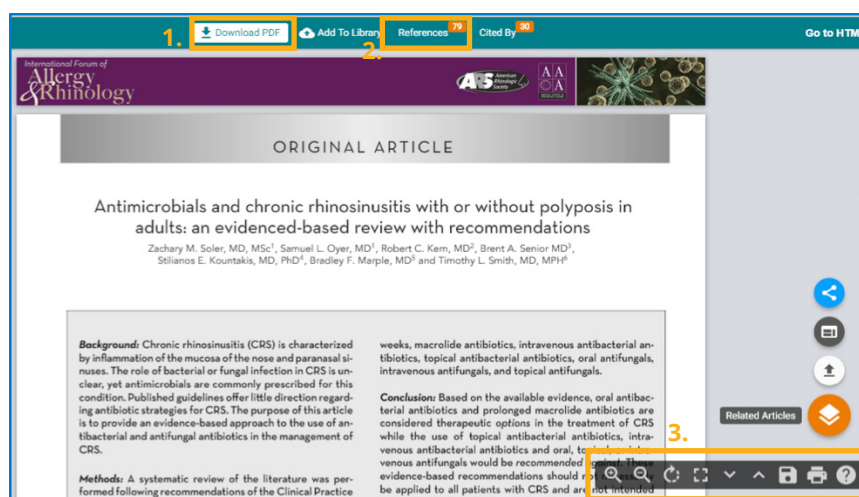 1.
Download PDF
Add To Library
2.
References 79
Cited By 30
Go to HTM
International Forum of
Allergy
&Rhinology
ARS American
Rhinologic
Society
AA
OA
ORIGINAL ARTICLE
Antimicrobials and chronic rhinosinusitis with or without polyposis in
adults: an evidenced-based review with recommendations
Zachary M. Soler, MD, MSc¹, Samuel L. Oyer, MD¹, Robert C. Kern, MD², Brent A. Senior MD³,
Stilianos E. Kountakis, MD, PhD⁴, Bradley F. Marple, MD⁵ and Timothy L. Smith, MD, MPH⁶
Background: Chronic rhinosinusitis (CRS) is characterized
by inflammation of the mucosa of the nose and paranasal si-
nuses. The role of bacterial or fungal infection in CRS is un-
clear, yet antimicrobials are commonly prescribed for this
condition. Published guidelines offer little direction regard-
ing antibiotic strategies for CRS. The purpose of this article
is to provide an evidence-based approach to the use of an-
tibacterial and antifungal antibiotics in the management of
CRS.
Methods: A systematic review of the literature was per-
formed following recommendations of the Clinical Practice
weeks, macrolide antibiotics, intravenous antibacterial an-
tibiotics, topical antibacterial antibiotics, oral antifungals,
intravenous antifungals, and topical antifungals.
Conclusion: Based on the available evidence, oral antibac-
terial antibiotics and prolonged macrolide antibiotics are
considered therapeutic options in the treatment of CRS
while the use of topical antibacterial antibiotics, intra-
venous antibacterial antibiotics and oral,
venous antifungals would be recommended against. These
evidence-based recommendations should not necessarily
be applied to all patients with CRS and are not intended
Related Articles
3.